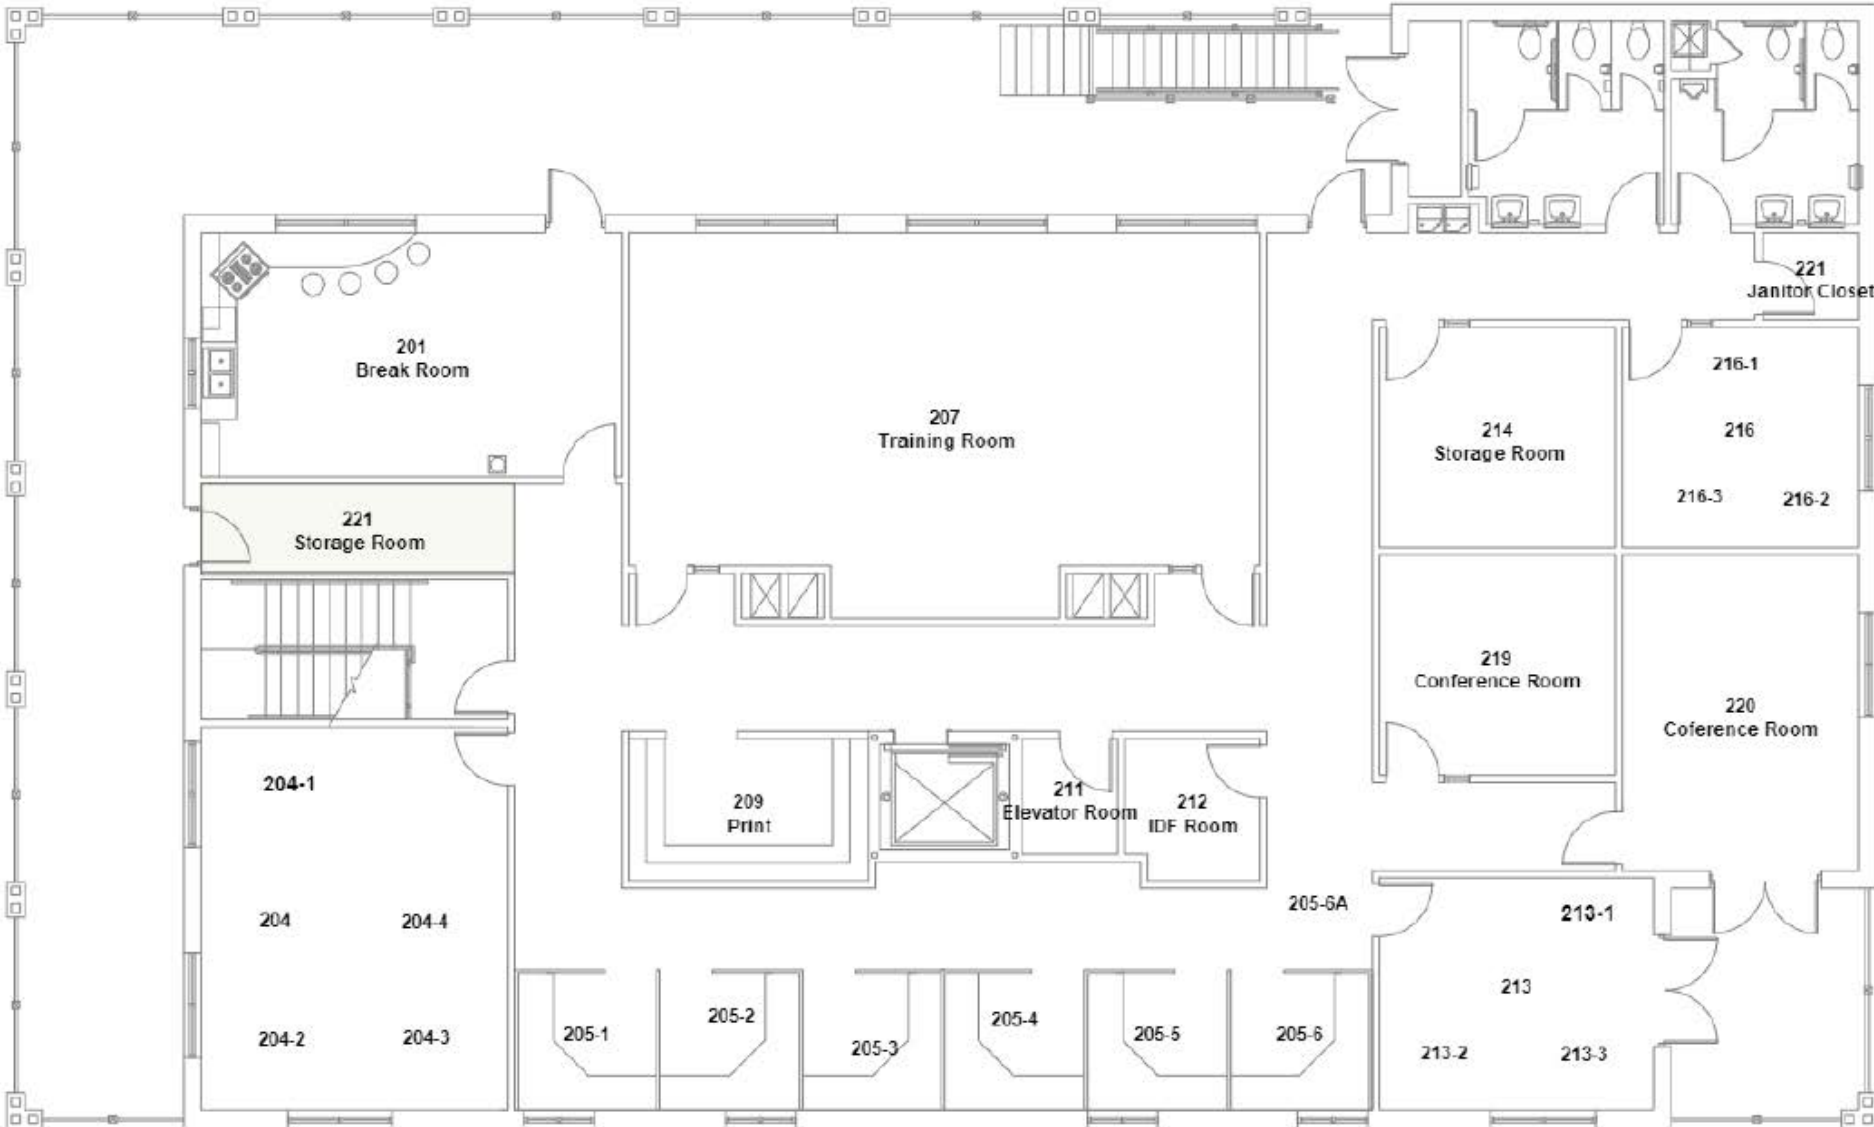 221
Janitor Closet
201
Break Room
216-1
207
Training Room
214
Storage Room
216
216-3
216-2
221
Storage Room
219
Conference Room
220
Coference Room
204-1
209
Print
211
Elevator Room
212
IDF Room
204
204-4
205-6A
213-1
213
204-2
204-3
205-1
205-2
205-3
205-4
205-5
205-6
213-2
213-3